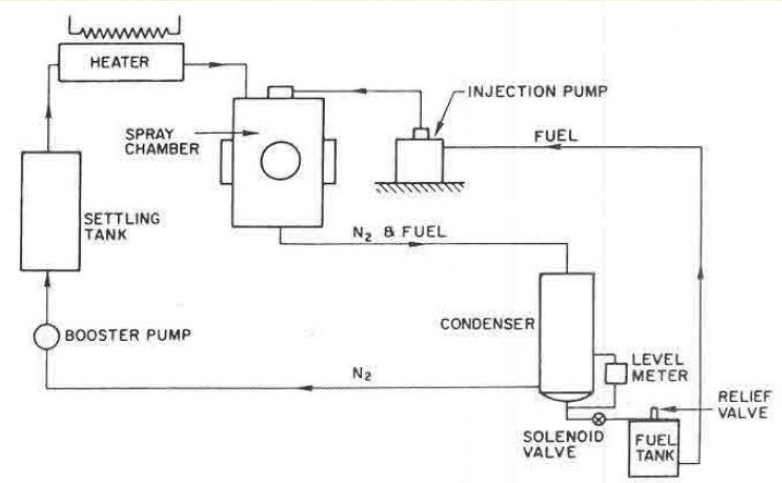 HEATER
INJECTION PUMP
SPRAY
CHAMBER
FUEL
SETTLING
TANK
N₂ & FUEL
CONDENSER
BOOSTER PUMP
LEVEL
METER
N₂
RELIEF
VALVE
SOLENOID
VALVE
FUEL
TANK